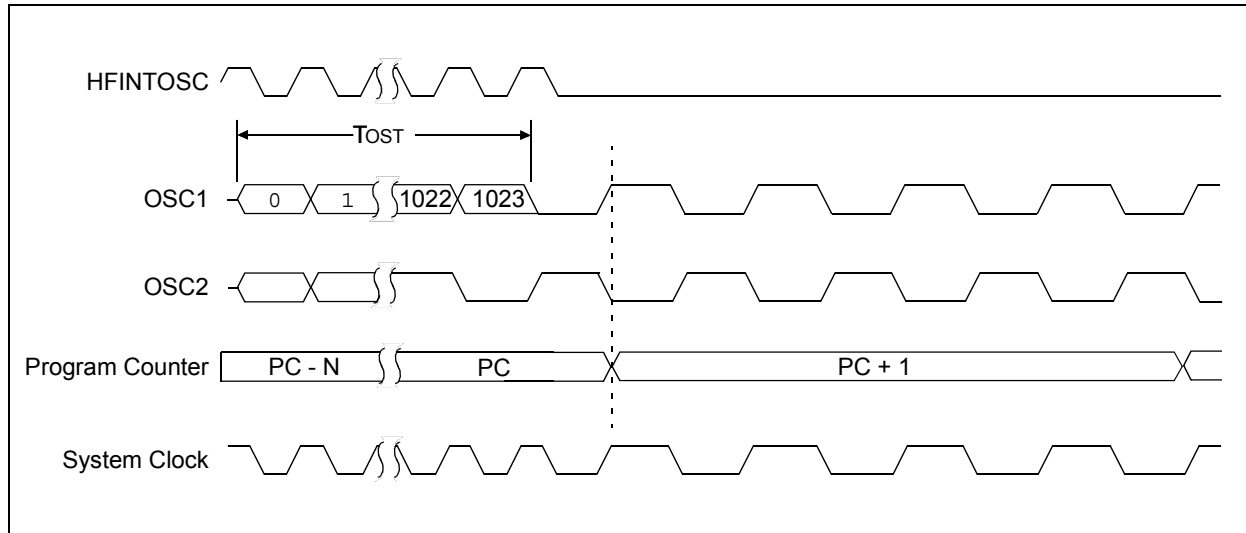 HFINTOSC
TOST
OSC1 0 1 1022 1023
OSC2
Program Counter PC - N PC PC + 1
System Clock